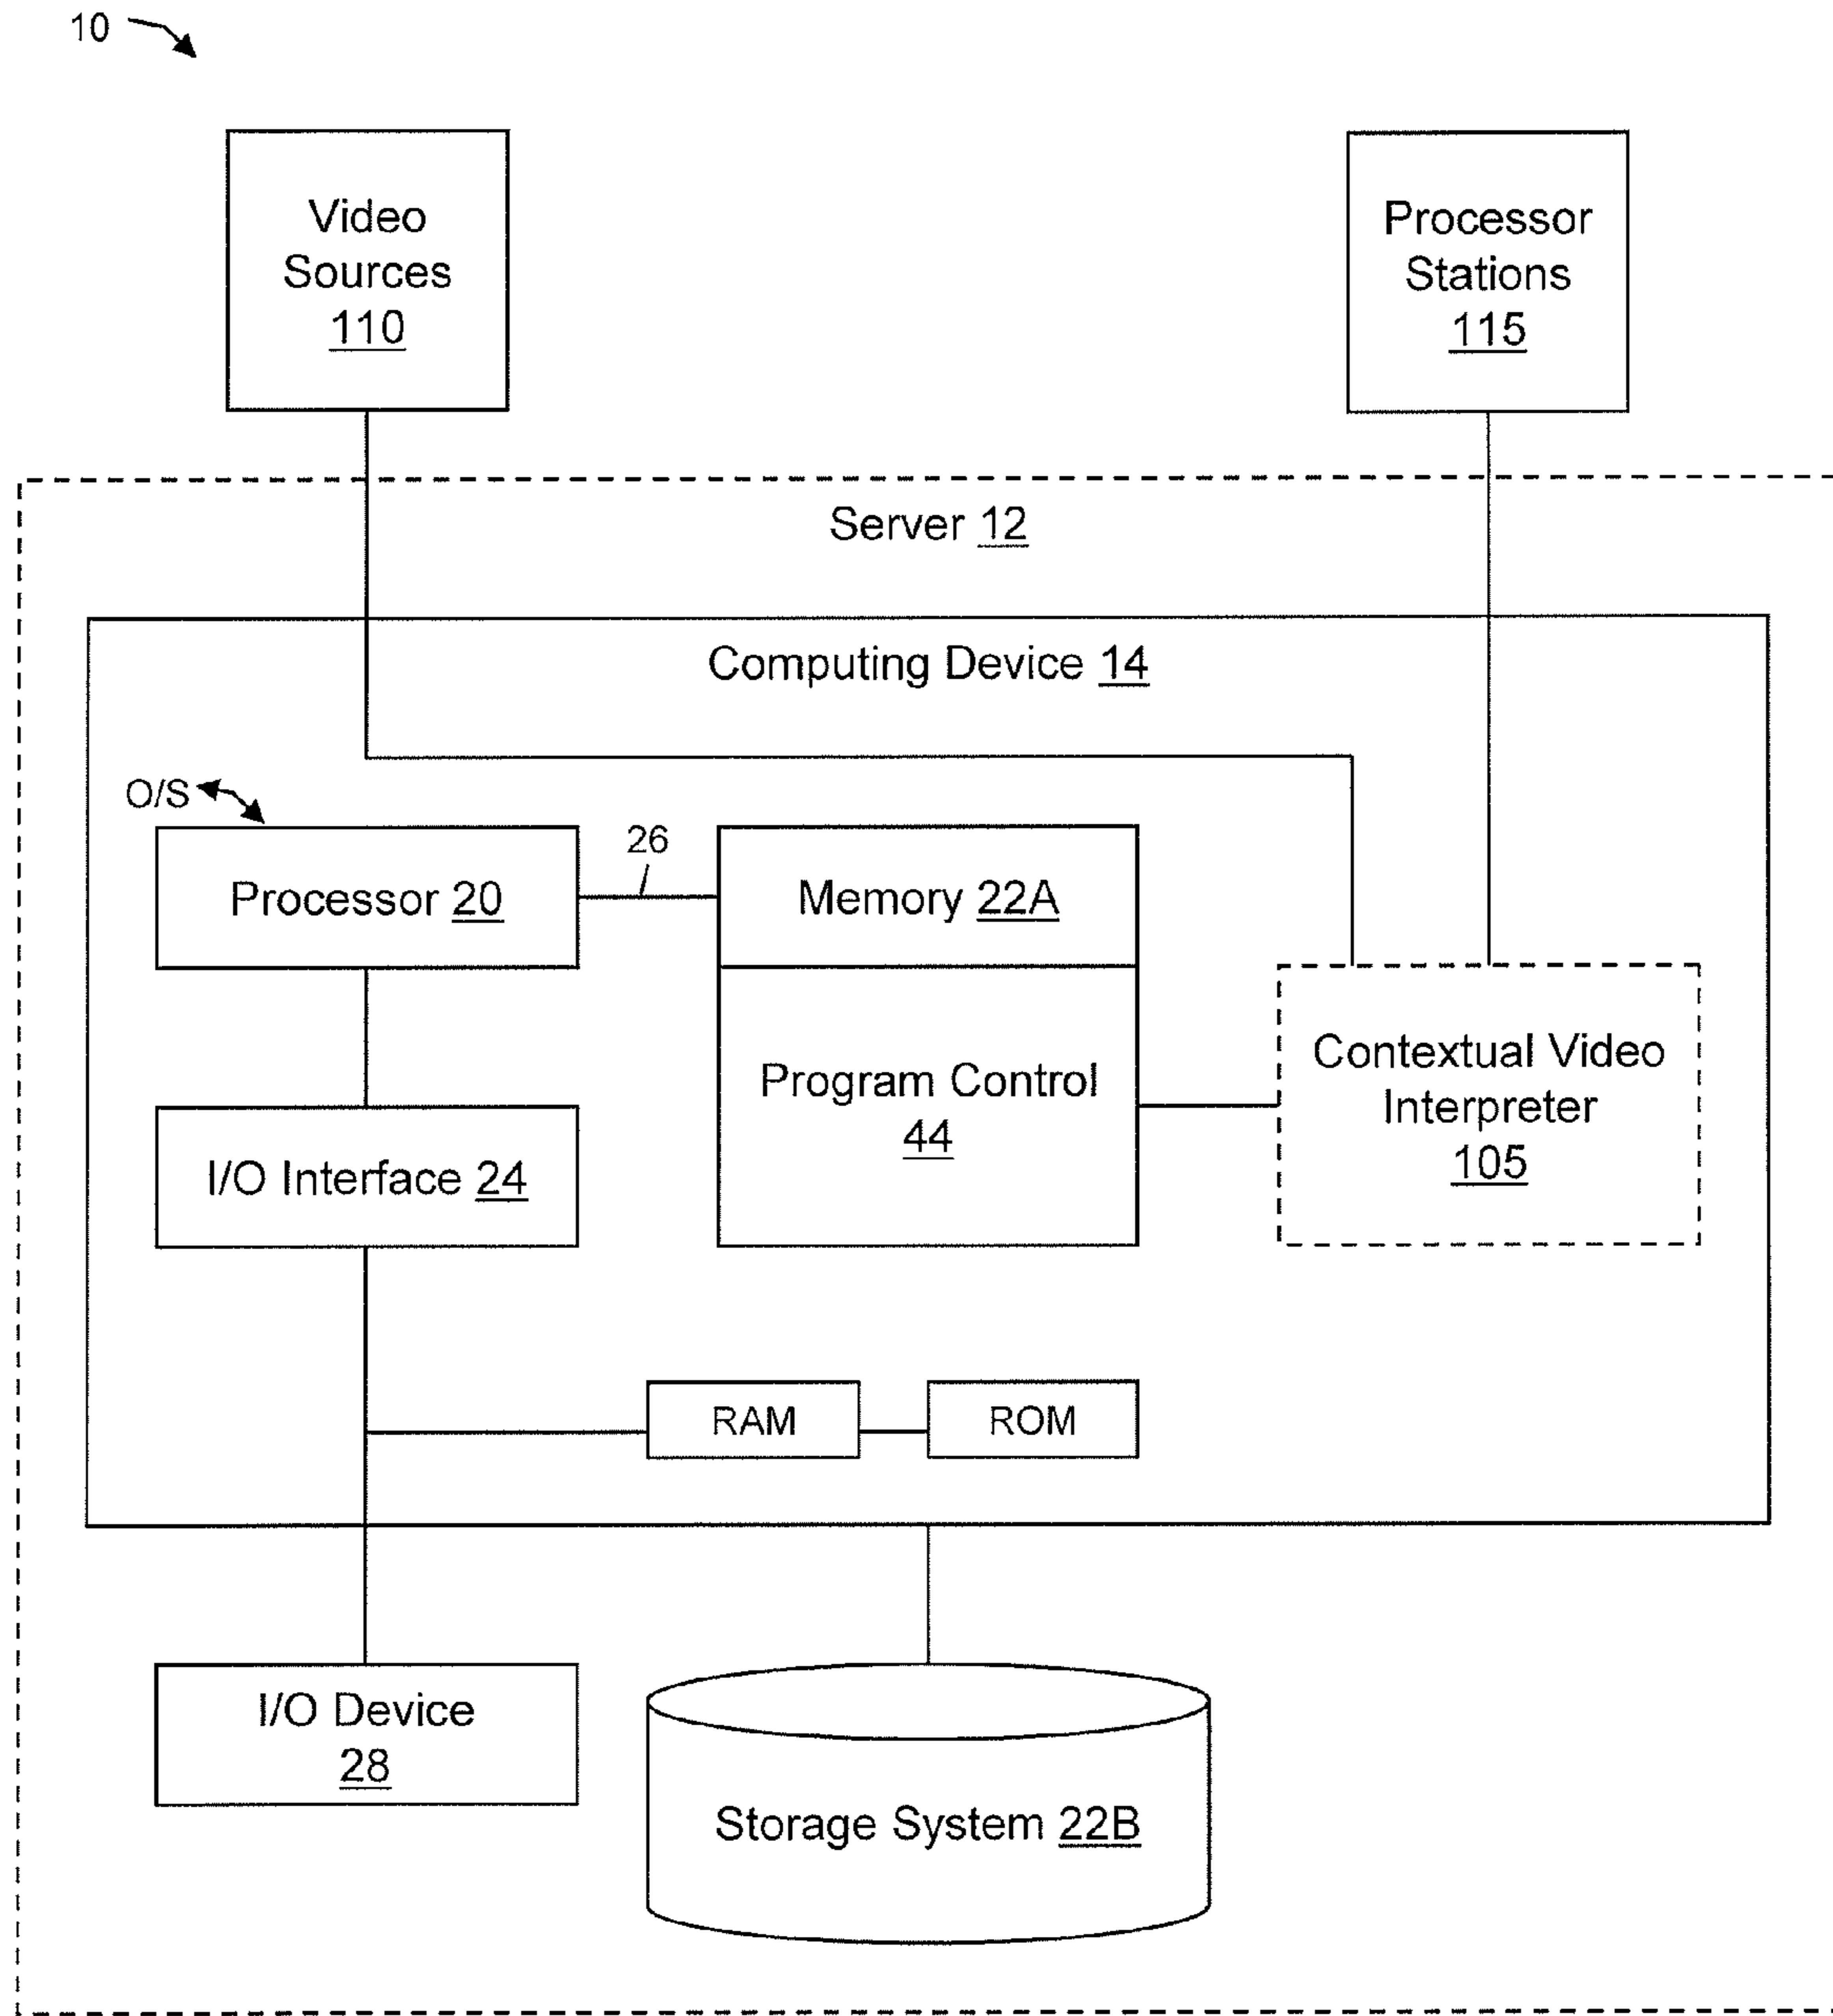 10
Video
Sources
110
Processor
Stations
115
Server 12
Computing Device 14
O/S
26
Processor 20
Memory 22A
Program Control
44
Contextual Video
Interpreter
105
I/O Interface 24
RAM
ROM
I/O Device
28
Storage System 22B